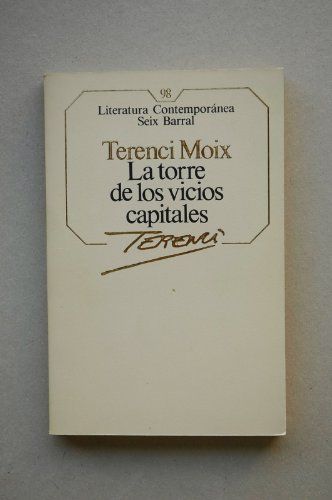 98
Literatura Contemporánea
Seix Barral
Terenci Moix
La torre
de los vicios
capitales
TERENCI